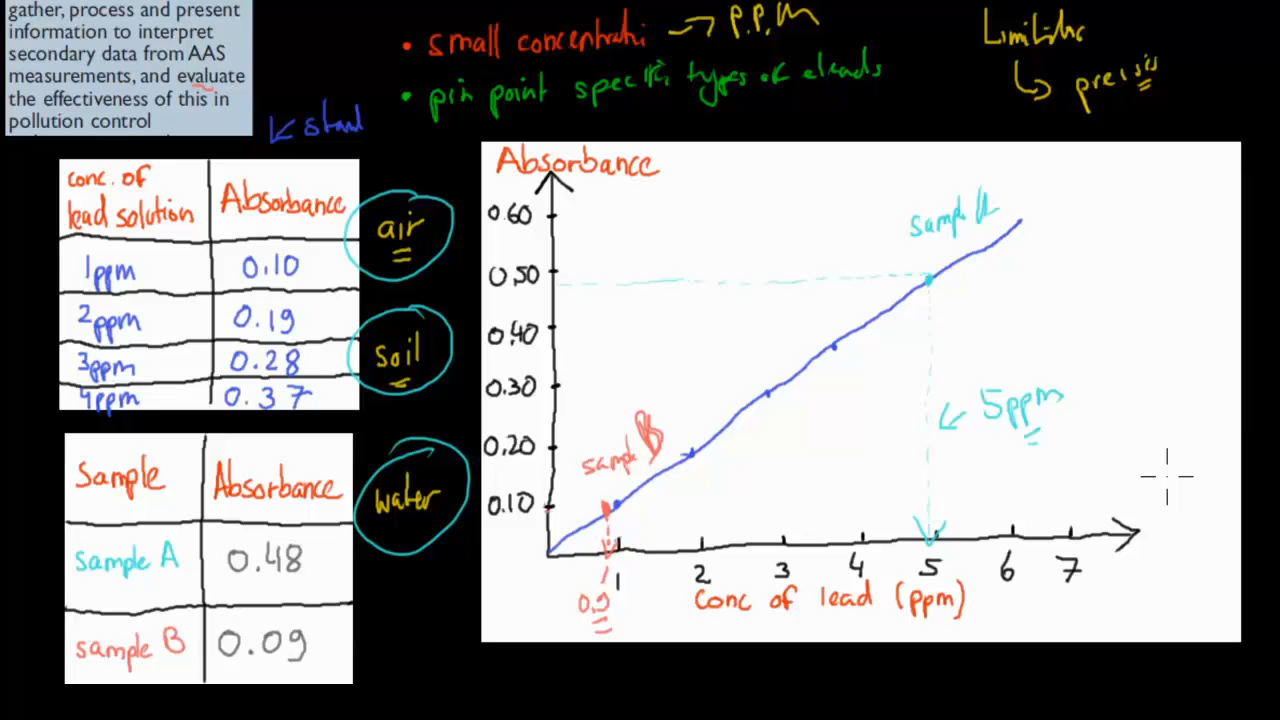 gather, process and present
information to interpret
secondary data from AAS
measurements, and evaluate
the effectiveness of this in
pollution control
• small concentrati → P.P.M
• pin point specific types of
stand
precisi
conc. of
lead solution
Absorbance
1ppm
0.10
2ppm
0.19
3ppm
0.28
4ppm
0.37
air
soil
water
Sample
Absorbance
sample A
0.48
sample B
0.09
Absorbance
0.60
0.50
0.40
0.30
0.20
0.10
sample A
sample B
5ppm
1 2 3 4 5 6 7
0.9
Conc of lead (ppm)